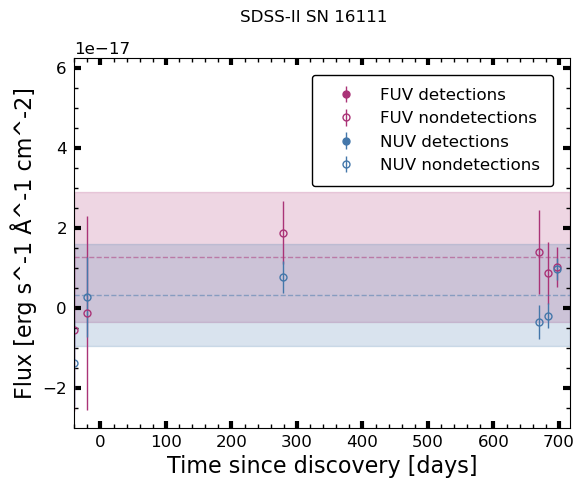 SDSS-II SN 16111
1e−17
6
4
2
0
−2
Flux [erg s^-1 Å^-1 cm^-2]
FUV detections
FUV nondetections
NUV detections
NUV nondetections
0 100 200 300 400 500 600 700
Time since discovery [days]